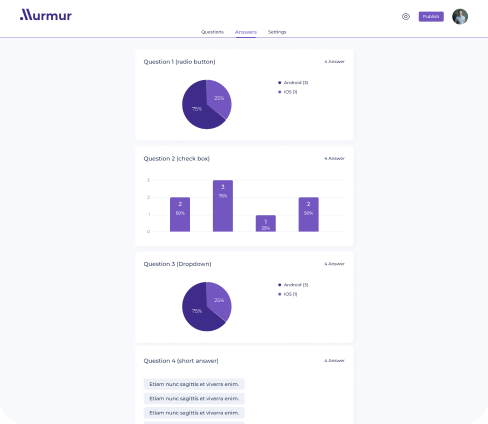 Murmur
Publish
Questions Answers Settings
Question 1 (radio button) 4 Answer
25%
75%
Android (3)
IOS (1)
Question 2 (check box) 4 Answer
3
2
1
0
2
50%
3
75%
1
25%
2
50%
Question 3 (Dropdown) 4 Answer
25%
75%
Android (3)
IOS (1)
Question 4 (short answer) 4 Answer
Etiam nunc sagittis et viverra enim.
Etiam nunc sagittis et viverra enim.
Etiam nunc sagittis et viverra enim.